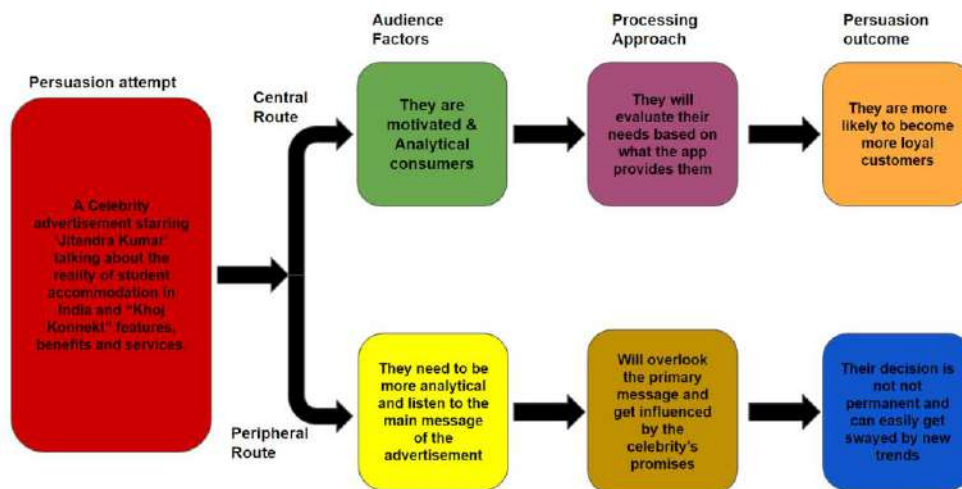 Audience
Factors
Processing
Approach
Persuasion
outcome
Persuasion attempt
Central
Route
They are
motivated &
Analytical
consumers
They will
evaluate their
needs based on
what the app
provides them
They are more
likely to become
more loyal
customers
A Celebrity
advertisement starring
'Jitendra Kumar'
talking about the
reality of student
accommodation in
India and "Khoj
Konnekt" features,
benefits and services.
Peripheral
Route
They need to be
more analytical
and listen to the
main message
of the
advertisement
Will overlook
the primary
message and
get influenced
by the
celebrity's
promises
Their decision is
not not
permanent and
can easily get
swayed by new
trends